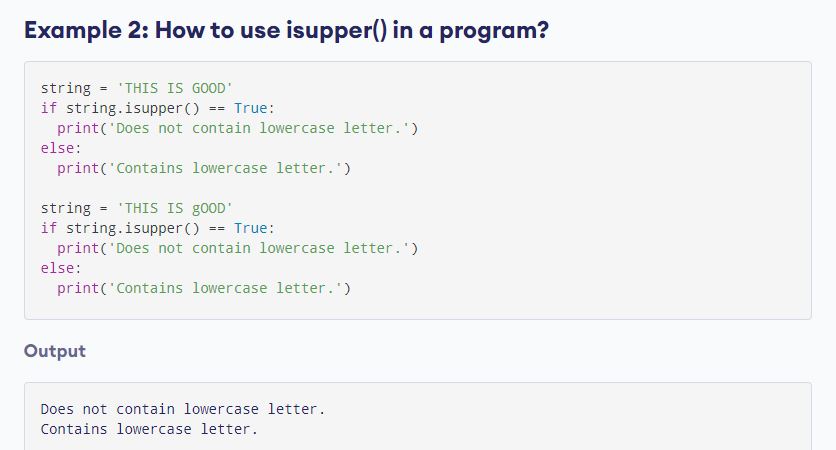 Example 2: How to use isupper() in a program?
string = 'THIS IS GOOD'
if string.isupper() == True:
  print('Does not contain lowercase letter.')
else:
  print('Contains lowercase letter.')

string = 'THIS IS gOOD'
if string.isupper() == True:
  print('Does not contain lowercase letter.')
else:
  print('Contains lowercase letter.')
Output
Does not contain lowercase letter.
Contains lowercase letter.